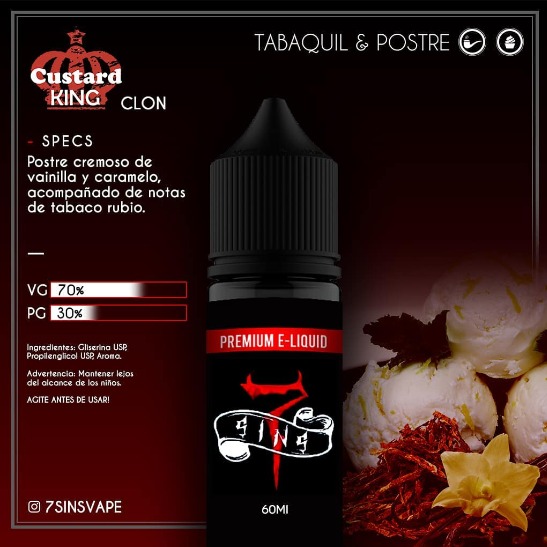 TABAQUIL & POSTRE
Custard
KING CLON
- SPECS
Postre cremoso de
vainilla y caramelo,
acompañado de notas
de tabaco rubio.
VG 70%
PG 30%
Ingredientes: Gliserina USP,
Propilenglicol USP, Aroma.
Advertencia: Mantener lejos
del alcance de los niños.
AGITE ANTES DE USAR!
PREMIUM E-LIQUID
7
SINS
60Ml
7SINSVAPE